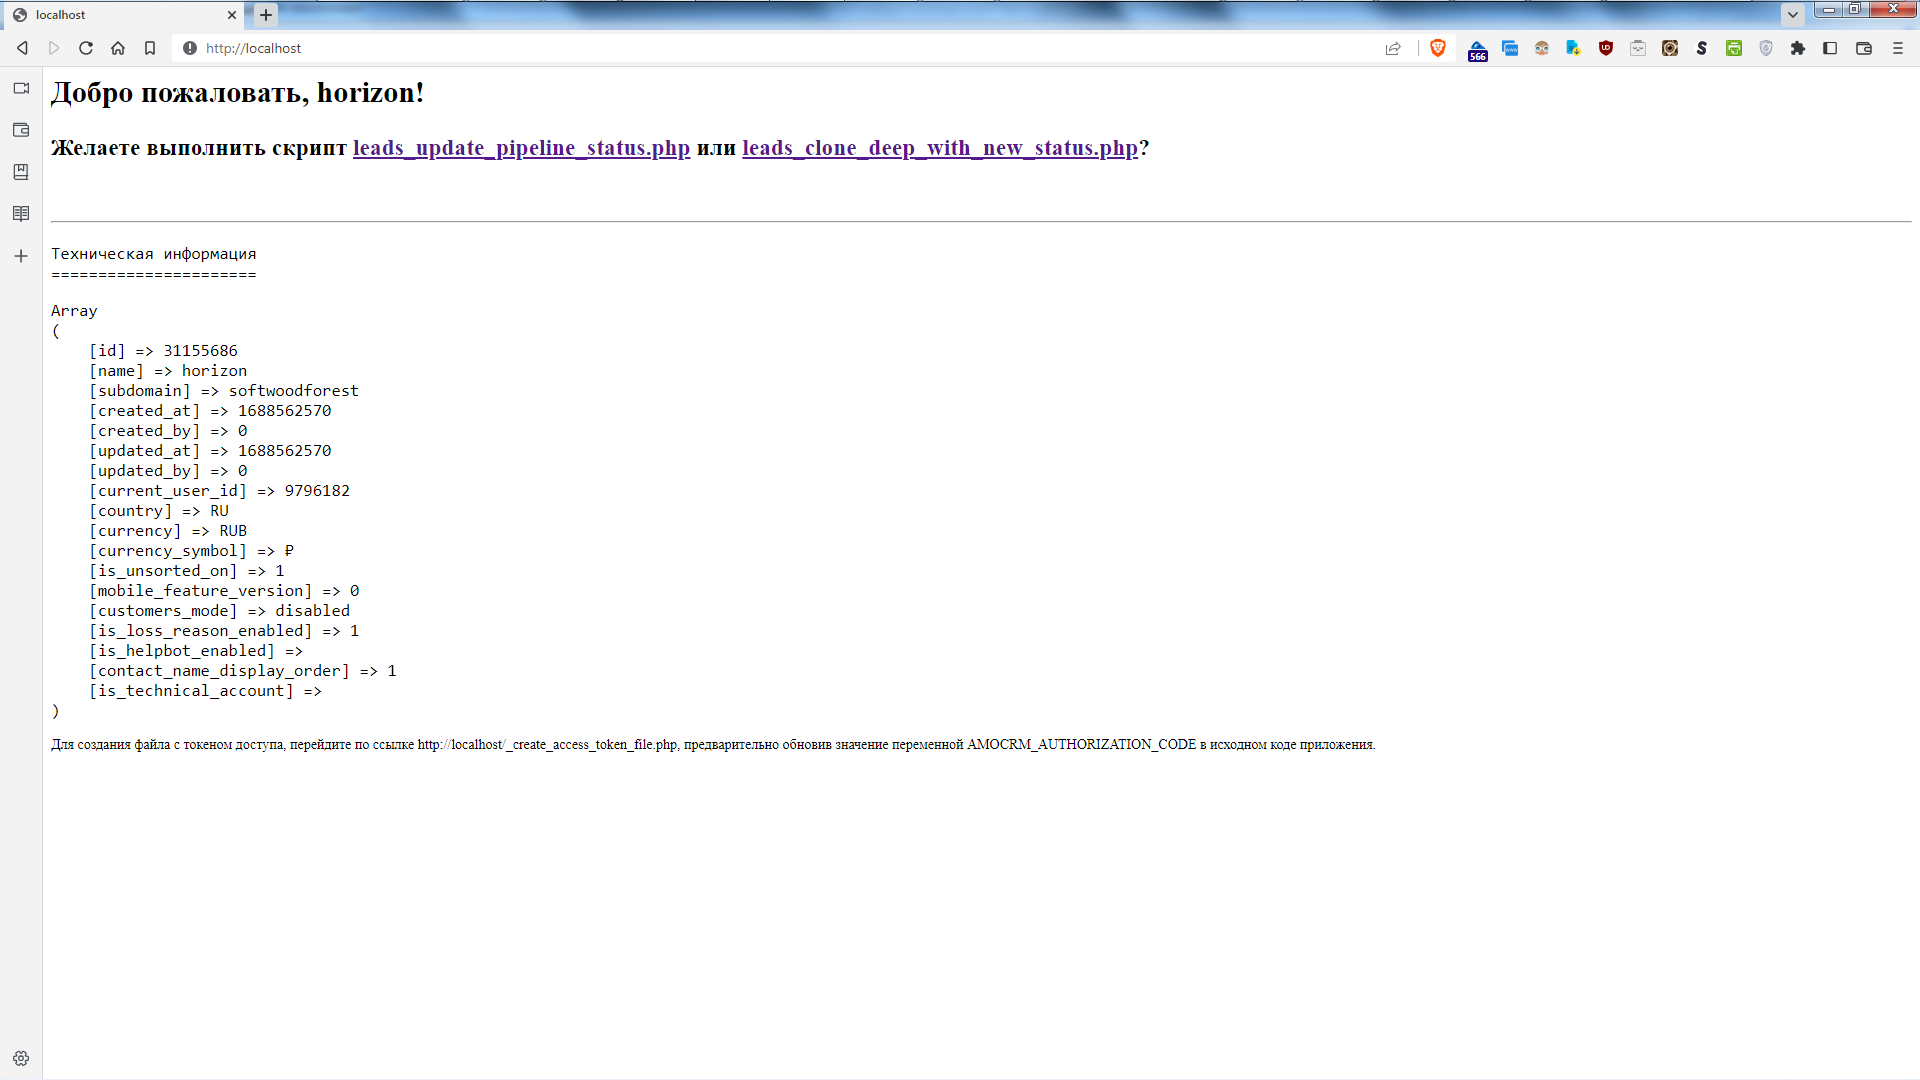 localhost
http://localhost
566
Добро пожаловать, horizon!
Желаете выполнить скрипт leads_update_pipeline_status.php или leads_clone_deep_with_new_status.php?
Техническая информация
======================
Array
(
[id] => 31155686
[name] => horizon
[subdomain] => softwoodforest
[created_at] => 1688562570
[created_by] => 0
[updated_at] => 1688562570
[updated_by] => 0
[current_user_id] => 9796182
[country] => RU
[currency] => RUB
[currency_symbol] => ₽
[is_unsorted_on] => 1
[mobile_feature_version] => 0
[customers_mode] => disabled
[is_loss_reason_enabled] => 1
[is_helpbot_enabled] =>
[contact_name_display_order] => 1
[is_technical_account] =>
)
Для создания файла с токеном доступа, перейдите по ссылке http://localhost/_create_access_token_file.php, предварительно обновив значение переменной AMOCRM_AUTHORIZATION_CODE в исходном коде приложения.